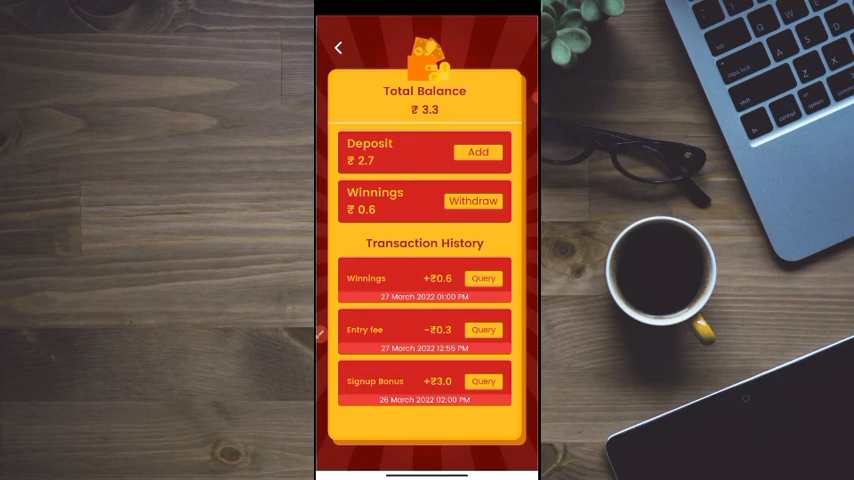 Total Balance
₹ 3.3
Deposit
₹ 2.7
Add
Winnings
₹ 0.6
Withdraw
Transaction History
Winnings +₹0.6 Query
27 March 2022 01:00 PM
Entry fee -₹0.3 Query
27 March 2022 12:55 PM
Signup Bonus +₹3.0 Query
26 March 2022 02:00 PM